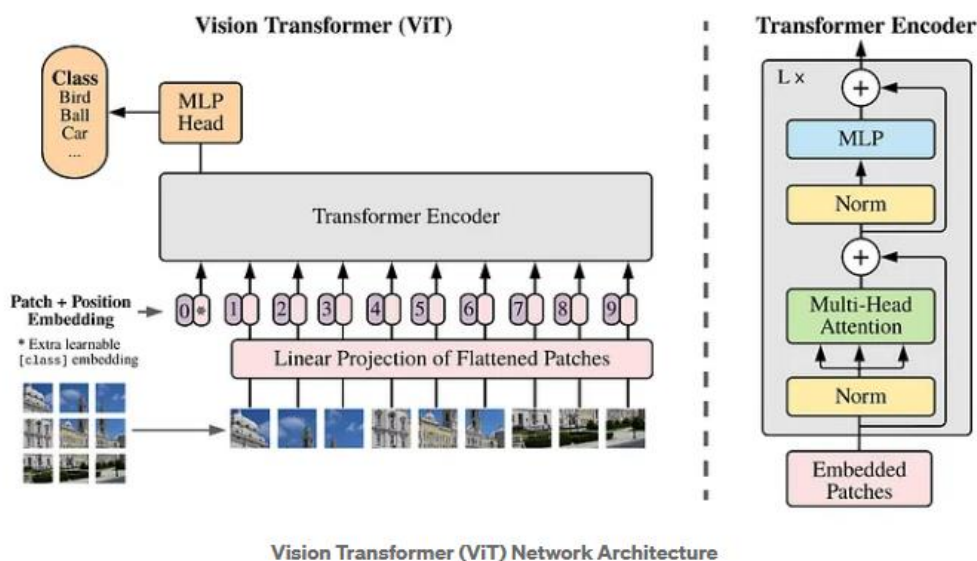 Vision Transformer (ViT)
Class
Bird
Ball
Car
...
MLP
Head
Transformer Encoder
Patch + Position
Embedding
0 * 1 2 3 4 5 6 7 8 9
* Extra learnable
[class] embedding
Linear Projection of Flattened Patches
Transformer Encoder
L x
+
MLP
Norm
+
Multi-Head
Attention
Norm
Embedded
Patches
Vision Transformer (ViT) Network Architecture